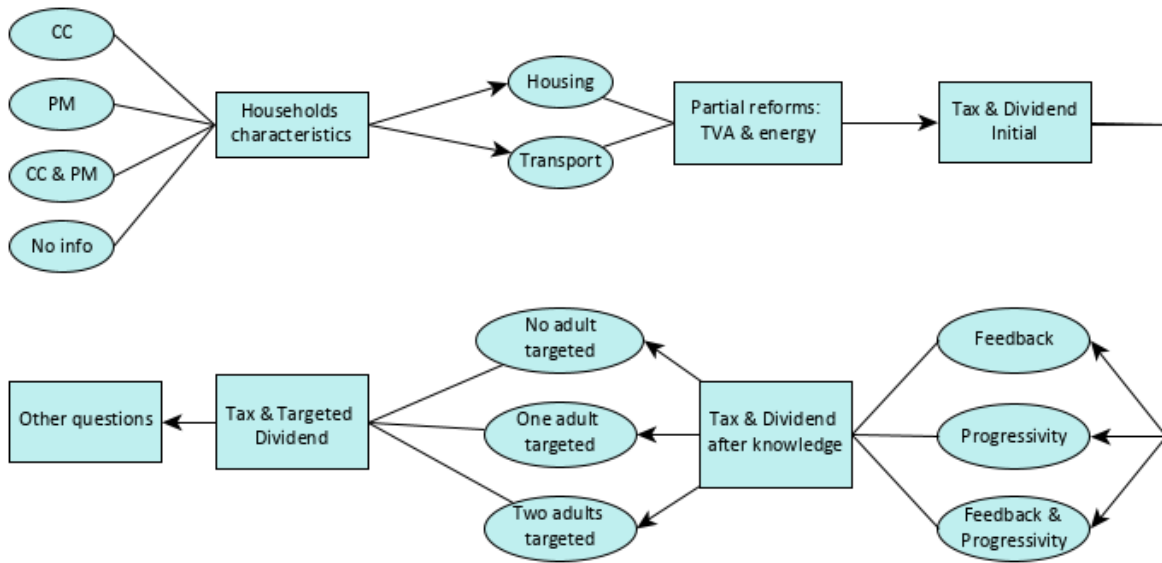 CC
PM
CC & PM
No info
Households
characteristics
Housing
Transport
Partial reforms:
TVA & energy
Tax & Dividend
Initial
Feedback
Progressivity
Feedback &
Progressivity
Tax & Dividend
after knowledge
No adult
targeted
One adult
targeted
Two adults
targeted
Tax & Targeted
Dividend
Other questions